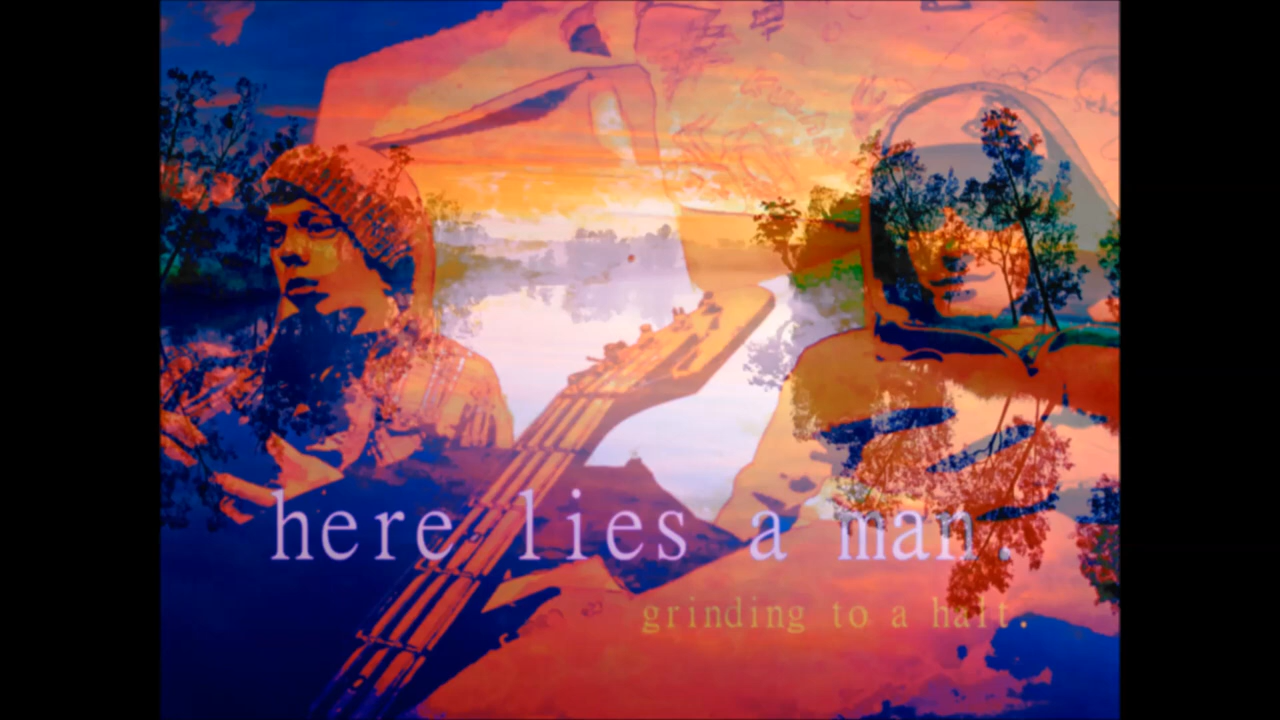 here lies a man.
grinding to a halt.